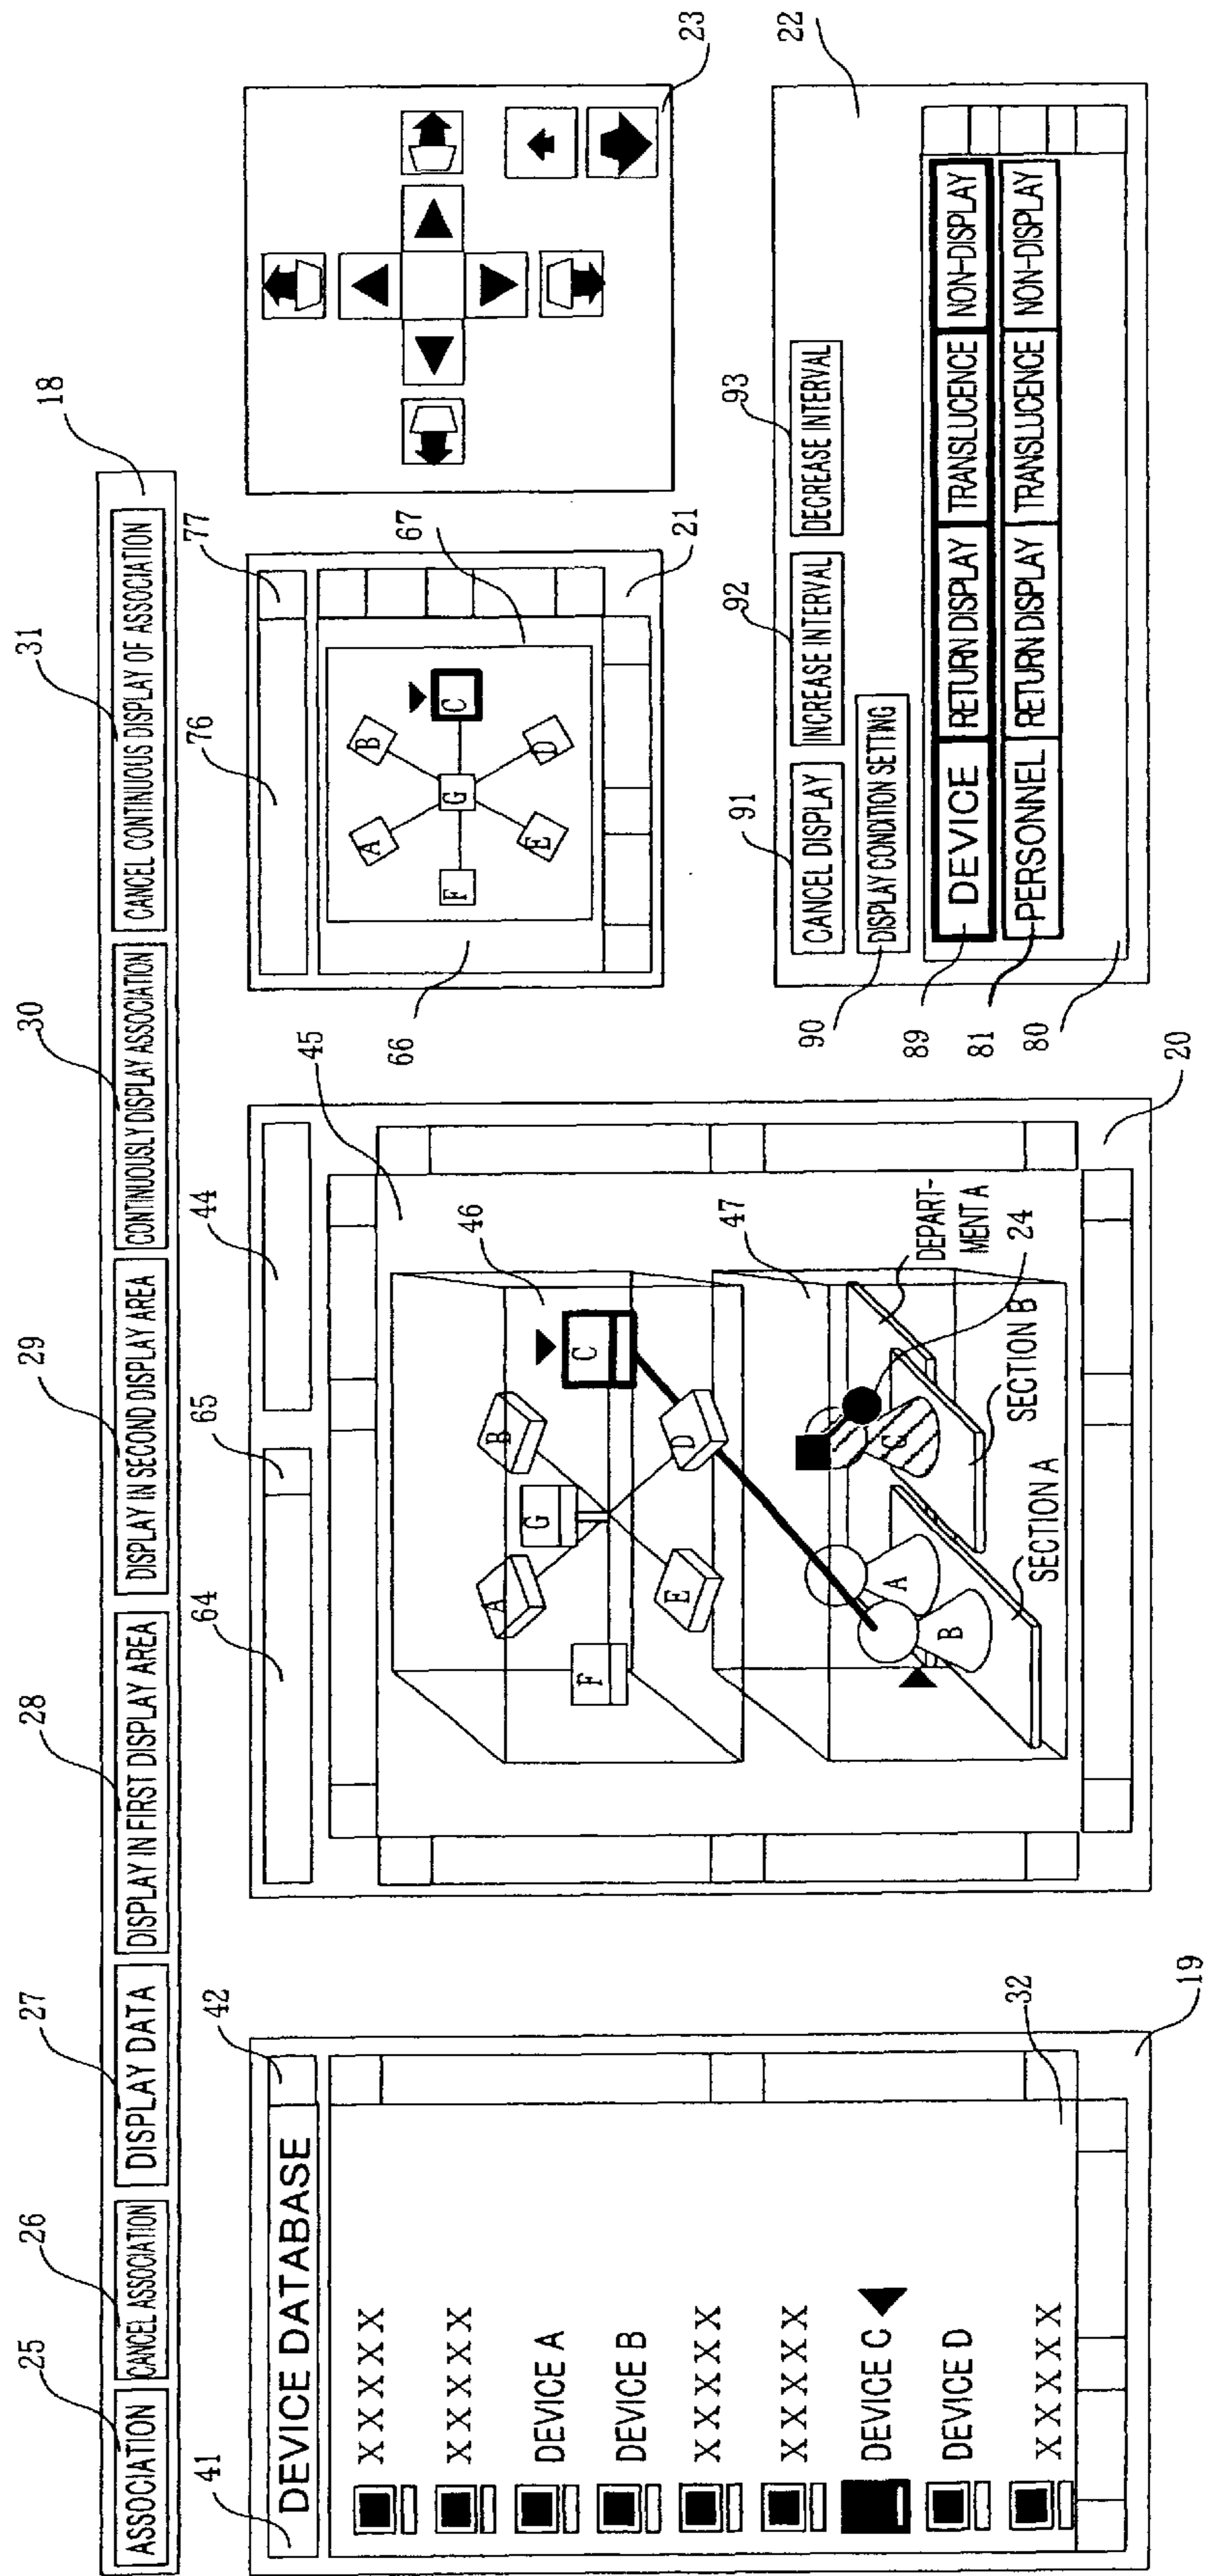 25
26
27
28
29
30
31
18
ASSOCIATION
CANCEL ASSOCIATION
DISPLAY DATA
DISPLAY IN FIRST DISPLAY AREA
DISPLAY IN SECOND DISPLAY AREA
CONTINUOUSLY DISPLAY ASSOCIATION
CANCEL CONTINUOUS DISPLAY OF ASSOCIATION
41
42
DEVICE DATABASE
XXXXX
XXXXX
DEVICE A
DEVICE B
XXXXX
XXXXX
DEVICE C
DEVICE D
XXXXX
32
19
64
65
44
45
46
A
B
G
C
F
E
D
47
A
B
C
DEPART-
MENT A
24
SECTION A
SECTION B
20
76
77
66
67
A
B
F
G
C
E
D
21
23
91
92
93
22
CANCEL DISPLAY
INCREASE INTERVAL
DECREASE INTERVAL
90
DISPLAY CONDITION SETTING
89
DEVICE
RETURN DISPLAY
TRANSLUCENCE
NON-DISPLAY
81
PERSONNEL
RETURN DISPLAY
TRANSLUCENCE
NON-DISPLAY
80